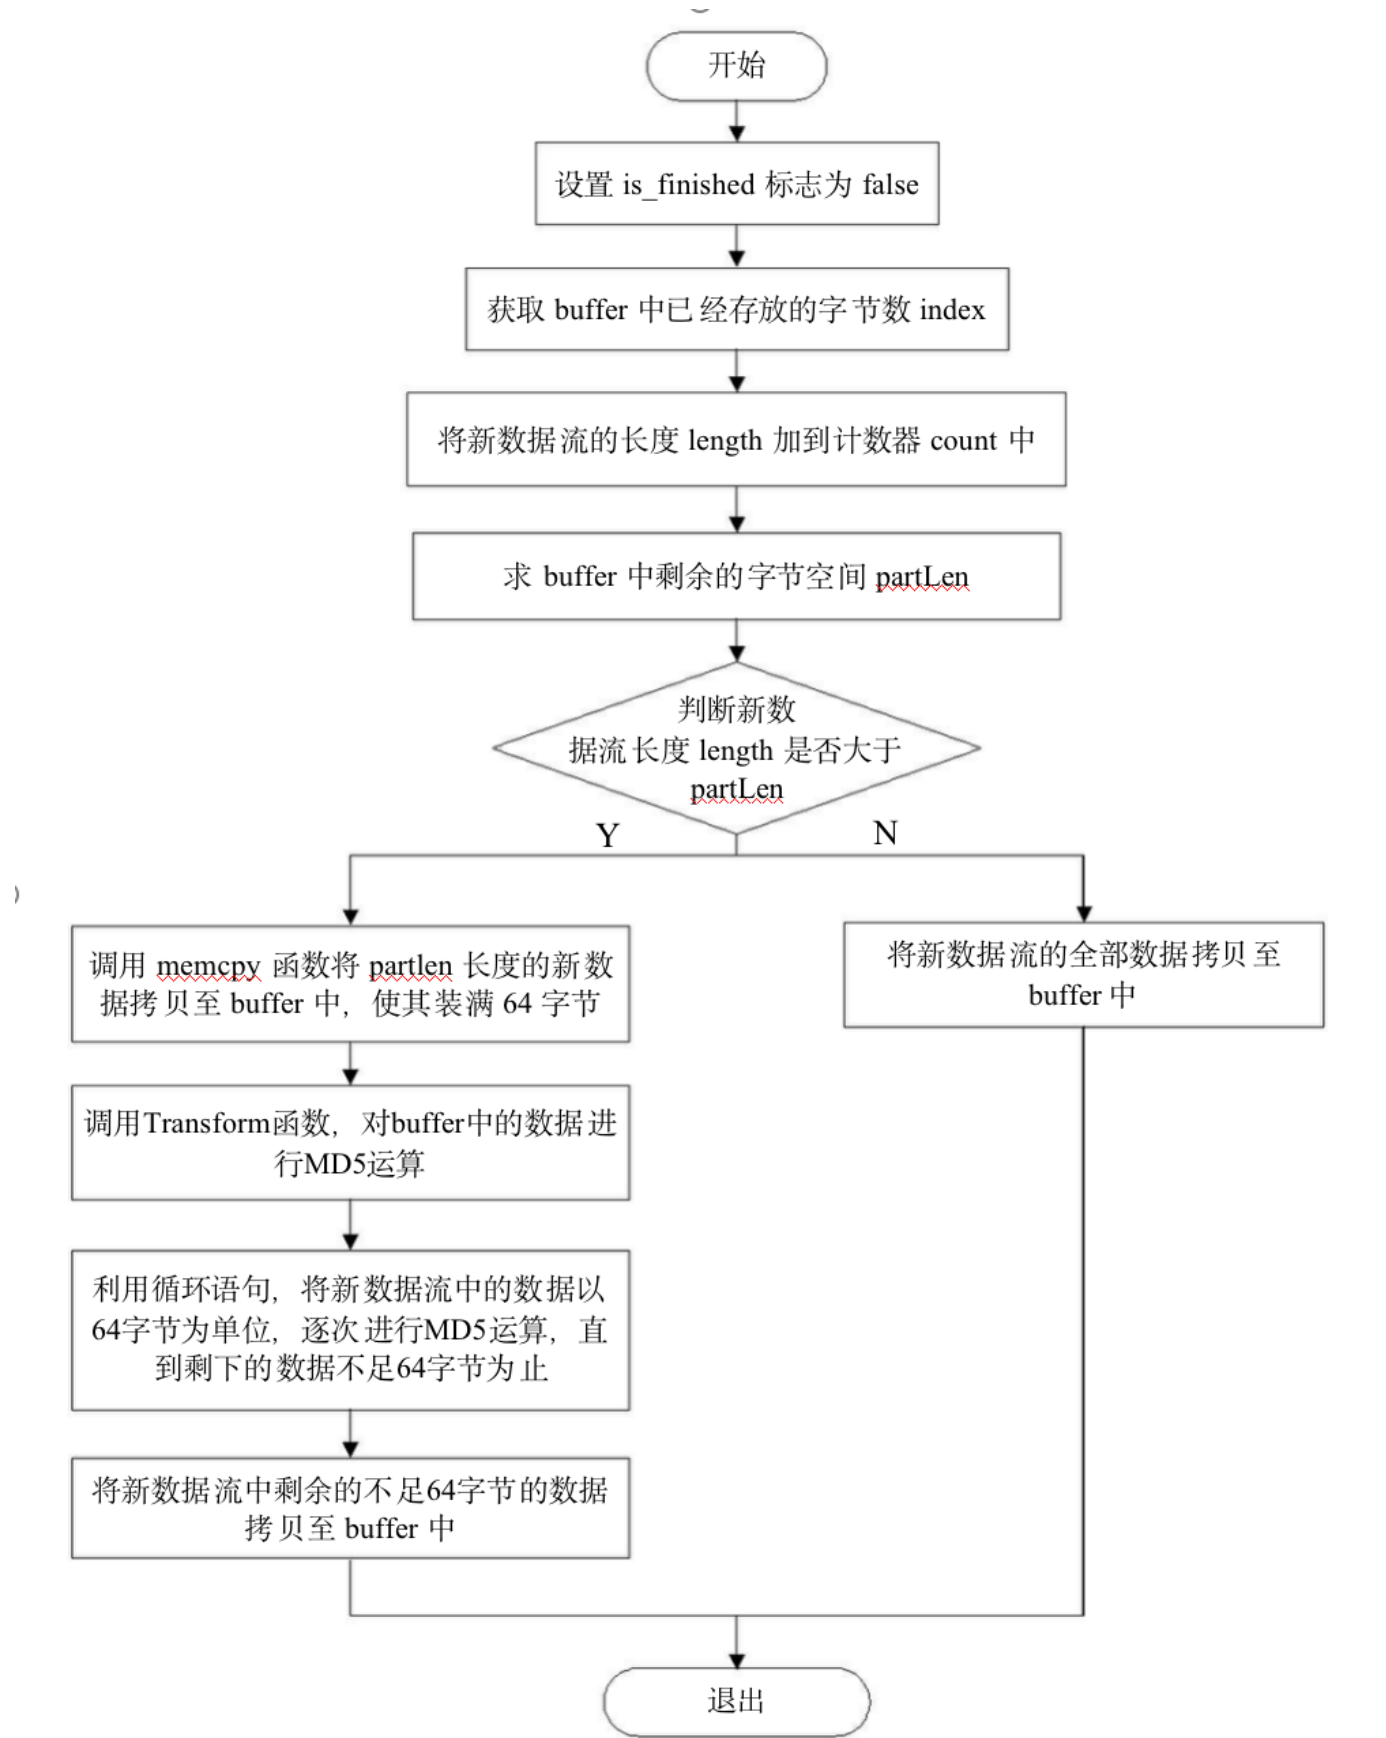 开始
设置 is_finished 标志为 false
获取 buffer 中已经存放的字节数 index
将新数据流的长度 length 加到计数器 count 中
求 buffer 中剩余的字节空间 partLen
判断新数
据流长度 length 是否大于
partLen
Y
N
调用 memcpy 函数将 partlen 长度的新数
据拷贝至 buffer 中，使其装满 64 字节
将新数据流的全部数据拷贝至
buffer 中
调用Transform函数，对buffer中的数据进
行MD5运算
利用循环语句，将新数据流中的数据以
64字节为单位，逐次进行MD5运算，直
到剩下的数据不足64字节为止
将新数据流中剩余的不足64字节的数据
拷贝至 buffer 中
退出